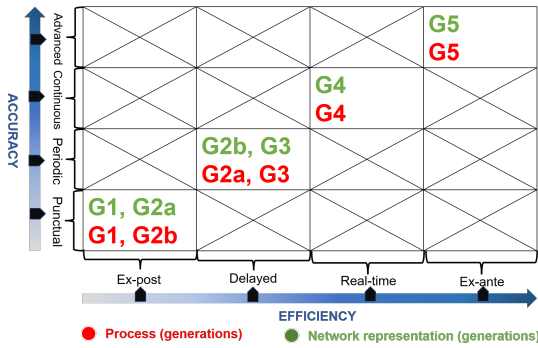 ACCURACY
Advanced
Continuous
Periodic
Punctual
G5
G5
G4
G4
G2b, G3
G2a, G3
G1, G2a
G1, G2b
Ex-post
Delayed
Real-time
Ex-ante
EFFICIENCY
Process (generations)
Network representation (generations)